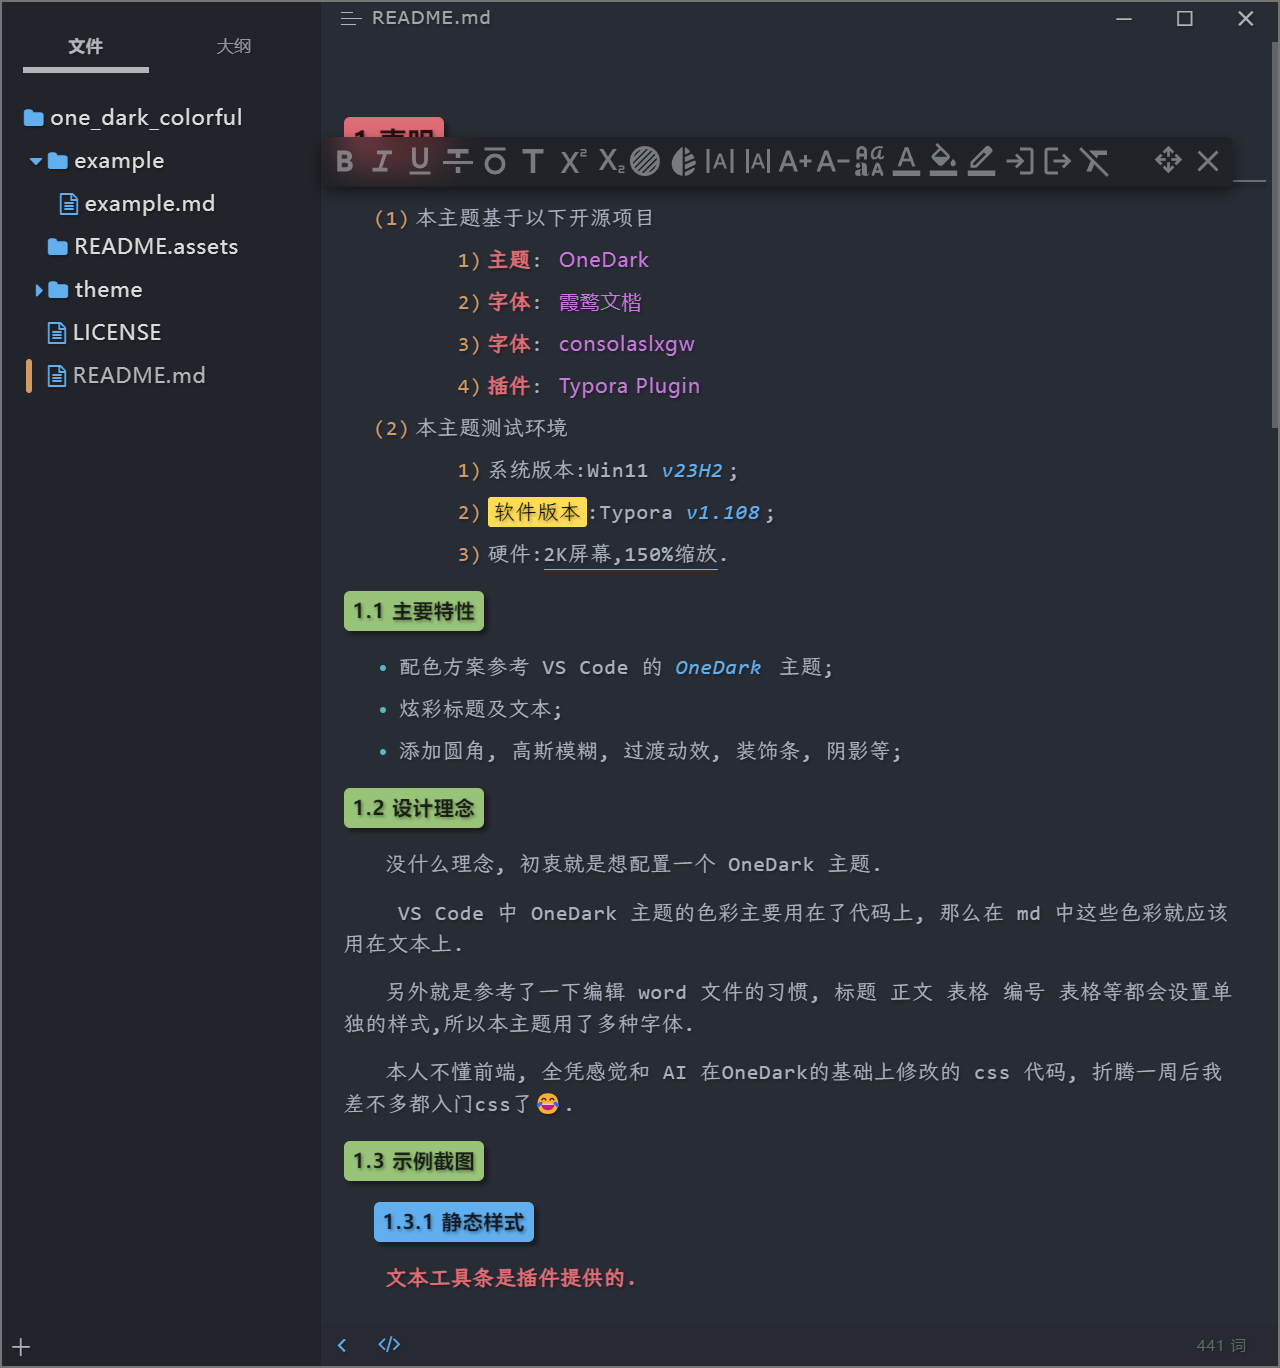 README.md
文件
大纲
one_dark_colorful
example
example.md
README.assets
theme
LICENSE
README.md
1 声明
B I U T O T X² X₂ |A| |A| A+ A- A
(1) 本主题基于以下开源项目
1) 主题: OneDark
2) 字体: 霞鹜文楷
3) 字体: consolaslxgw
4) 插件: Typora Plugin
(2) 本主题测试环境
1) 系统版本:Win11 v23H2;
2) 软件版本:Typora v1.108;
3) 硬件:2K屏幕,150%缩放.
1.1 主要特性
• 配色方案参考 VS Code 的 OneDark 主题;
• 炫彩标题及文本;
• 添加圆角, 高斯模糊, 过渡动效, 装饰条, 阴影等;
1.2 设计理念
没什么理念, 初衷就是想配置一个 OneDark 主题.
VS Code 中 OneDark 主题的色彩主要用在了代码上, 那么在 md 中这些色彩就应该
用在文本上.
另外就是参考了一下编辑 word 文件的习惯, 标题 正文 表格 编号 表格等都会设置单
独的样式,所以本主题用了多种字体.
本人不懂前端, 全凭感觉和 AI 在OneDark的基础上修改的 css 代码, 折腾一周后我
差不多都入门css了😂.
1.3 示例截图
1.3.1 静态样式
文本工具条是插件提供的.
441 词